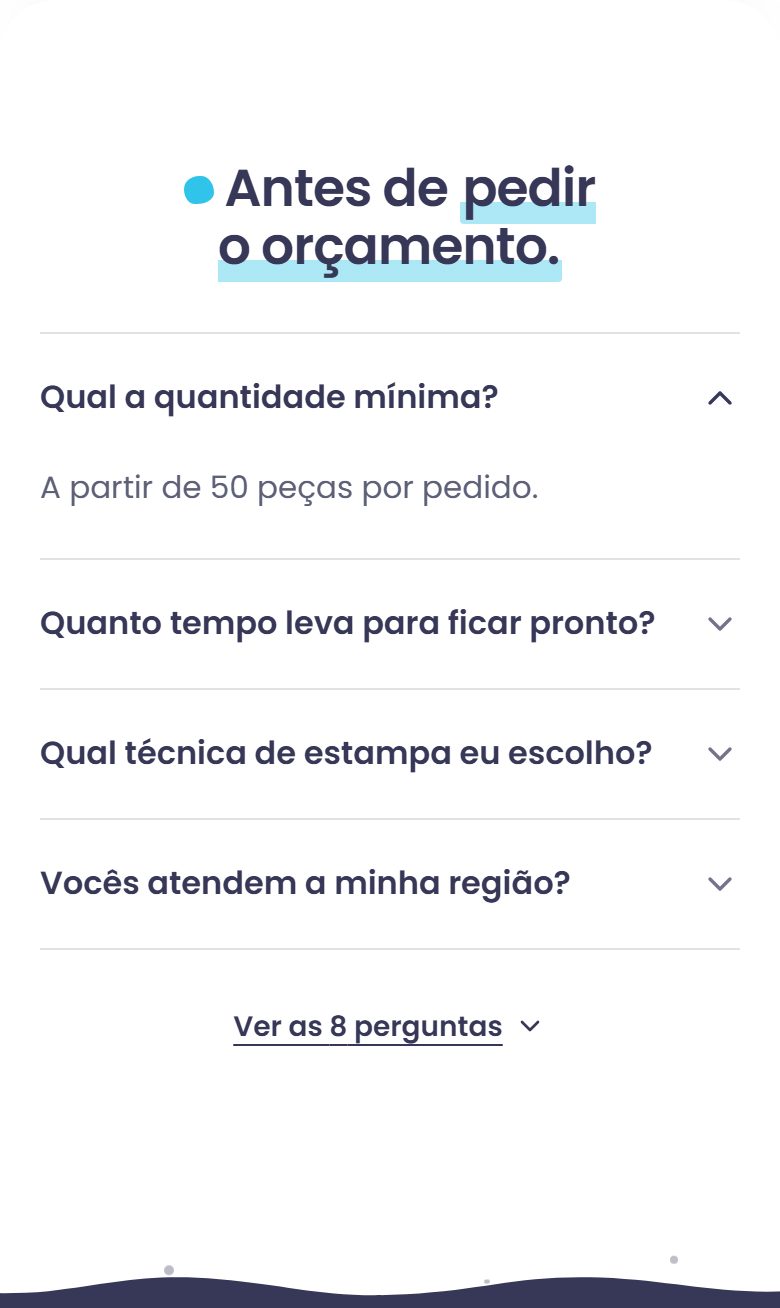 Antes de pedir
o orçamento.
Qual a quantidade mínima?
A partir de 50 peças por pedido.
Quanto tempo leva para ficar pronto?
Qual técnica de estampa eu escolho?
Vocês atendem a minha região?
Ver as 8 perguntas